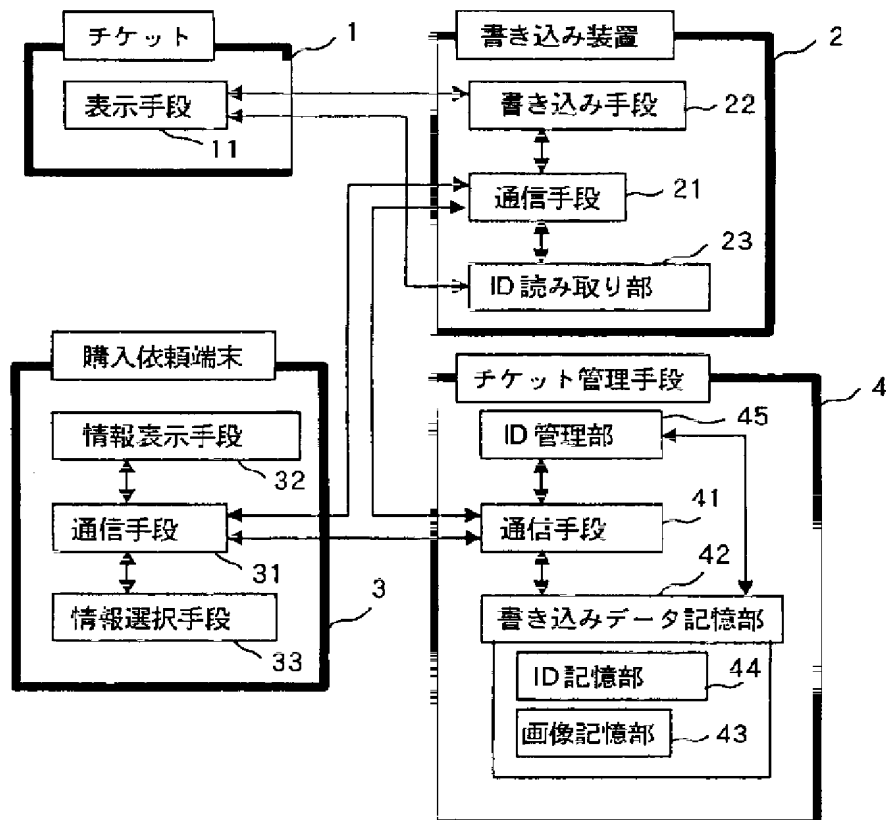 チケット
1
表示手段
11
書き込み装置
2
書き込み手段
22
通信手段
21
23
ID読み取り部
購入依頼端末
情報表示手段
32
通信手段
31
3
情報選択手段
33
チケット管理手段
4
45
ID管理部
41
通信手段
42
書き込みデータ記憶部
ID記憶部
44
画像記憶部
43